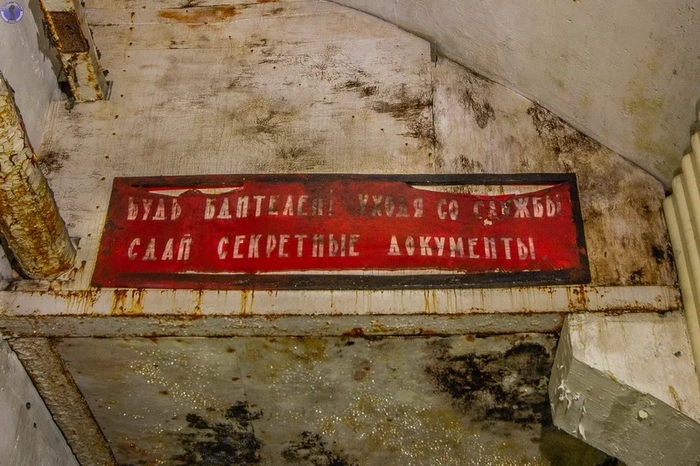 БУДЬ БДИТЕЛЕН! УХОДЯ СО СЛУЖБЫ
СДАЙ СЕКРЕТНЫЕ ДОКУМЕНТЫ